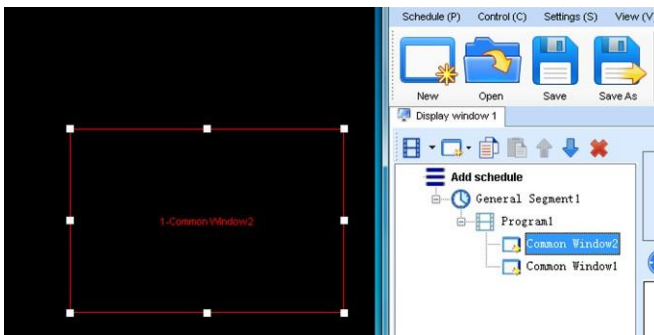 Schedule (P) Control (C) Settings (S) View (V
New Open Save Save As
Display window 1
Add schedule
General Segment1
Program1
Common Window2
Common Window1
1-Common Window2